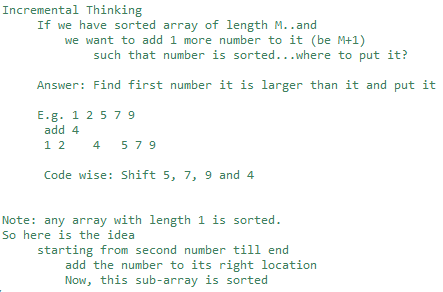 Incremental Thinking
If we have sorted array of length M..and
we want to add 1 more number to it (be M+1)
such that number is sorted...where to put it?
Answer: Find first number it is larger than it and put it
E.g. 1 2 5 7 9
add 4
1 2 4 5 7 9
Code wise: Shift 5, 7, 9 and 4
Note: any array with length 1 is sorted.
So here is the idea
starting from second number till end
add the number to its right location
Now, this sub-array is sorted